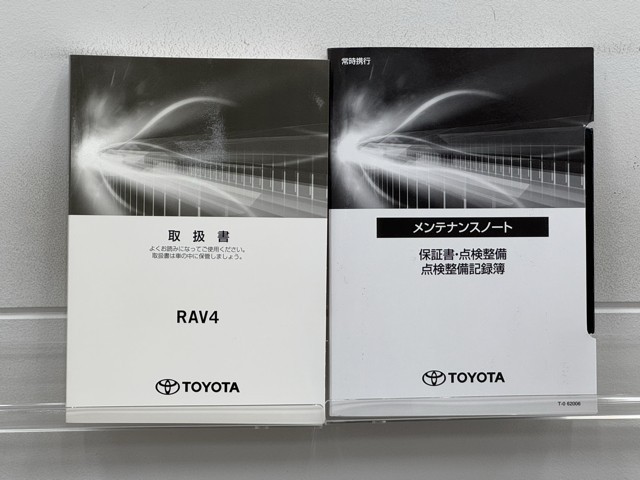 取扱書
よくお読みになってご使用ください。
取扱書は車の中に保管しましょう。
RAV4
TOYOTA
常時携行
メンテナンスノート
保証書・点検整備
点検整備記録簿
TOYOTA
T-II 62006